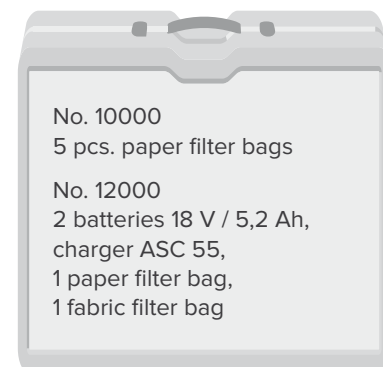 No. 10000
5 pcs. paper filter bags
No. 12000
2 batteries 18 V / 5,2 Ah,
charger ASC 55,
1 paper filter bag,
1 fabric filter bag